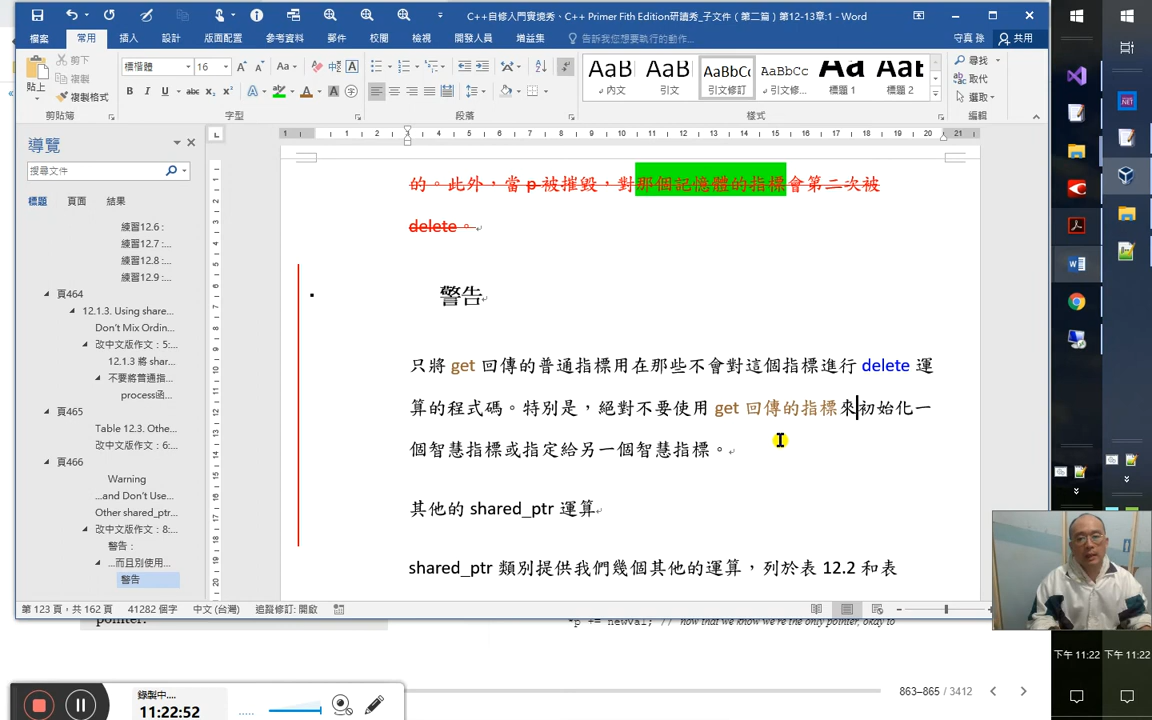 C++自修入門實境秀、C++ Primer Fith Edition研讀秀_子文件（第二篇）第12-13章:1 - Word
檔案 常用 插入 設計 版面配置 參考資料 郵件 校閱 檢視 開發人員 增益集 告訴我您想要執行的動作... 守真 孫 共用
貼上 剪下 複製 複製格式 剪貼簿
標楷體 16 字型
段落
AaB 內文
AaB 引文
AaBbCc 引文修訂
AaBbCc 引文修...
Aa 標題 1
Aat 標題 2
樣式
尋找 取代 選取 編輯
導覽
搜尋文件
標題 頁面 結果
練習12.6 :
練習12.7 :...
練習12.8 :...
練習12.9 :...
頁464
12.1.3. Using share...
Don't Mix Ordin...
改中文版作文：5:...
12.1.3 將 shar...
不要將普通指...
process函...
頁465
Table 12.3. Othe...
改中文版作文：6:...
頁466
Warning
...and Don't Use...
Other shared_ptr...
改中文版作文：8:...
警告 :
...而且別使用...
警告
的。此外，當 p 被摧毀，對那個記憶體的指標會第二次被
delete。
警告
只將 get 回傳的普通指標用在那些不會對這個指標進行 delete 運
算的程式碼。特別是，絕對不要使用 get 回傳的指標來初始化一
個智慧指標或指定給另一個智慧指標。
其他的 shared_ptr 運算
shared_ptr 類別提供我們幾個其他的運算，列於表 12.2 和表
第 123 頁，共 162 頁 41282 個字 中文 (台灣) 追蹤修訂: 開啟
pointer.
*p += newVal; // now that we know we're the only pointer, okay to
863–865 / 3412
錄製中....
11:22:52
下午 11:22 下午 11:22